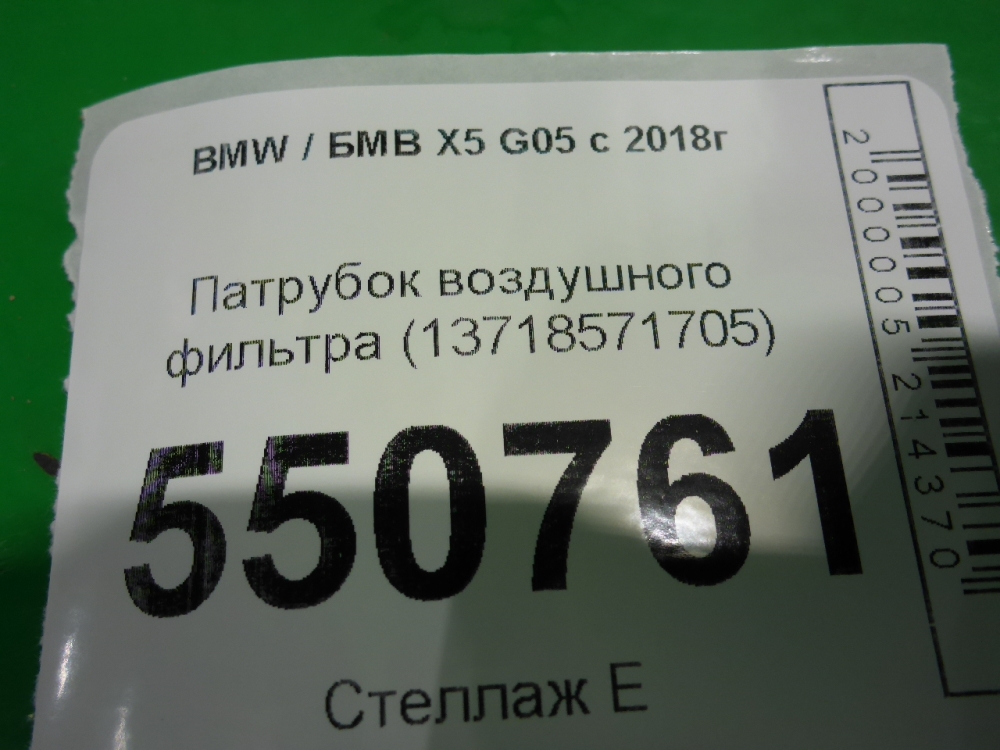 BMW / БМВ X5 G05 с 2018г
Патрубок воздушного
фильтра (13718571705)
550761
Стеллаж Е
2000005214370